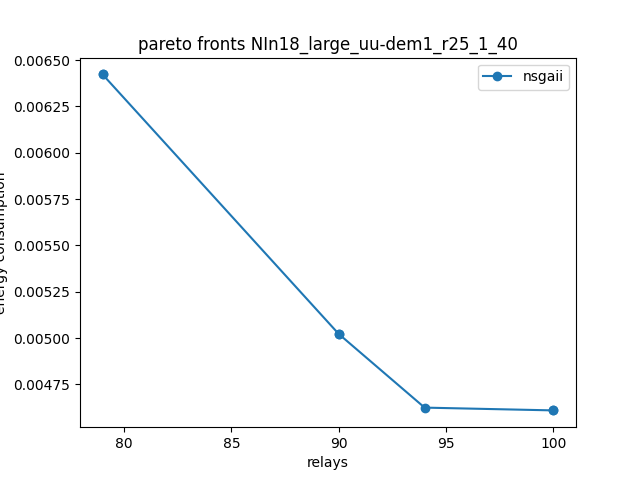 pareto fronts NIn18_large_uu-dem1_r25_1_40
nsgaii
0.00650
0.00625
0.00600
0.00575
0.00550
0.00525
0.00500
0.00475
energy consumption
80 85 90 95 100
relays